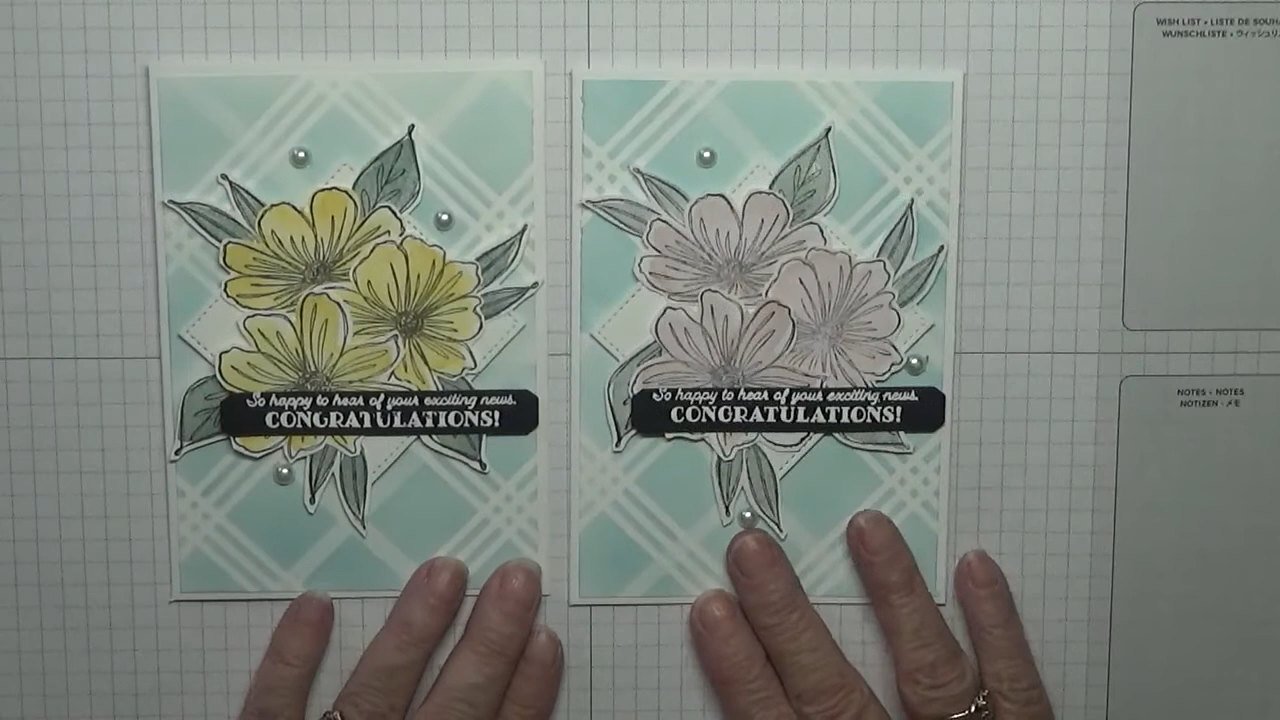 WISH LIST • LISTE DE SOUH
WUNSCHLISTE • ウィッシュリ
So happy to hear of your exciting news.
CONGRATULATIONS!
So happy to hear of your exciting news.
CONGRATULATIONS!
NOTES • NOTES
NOTIZEN • メモ